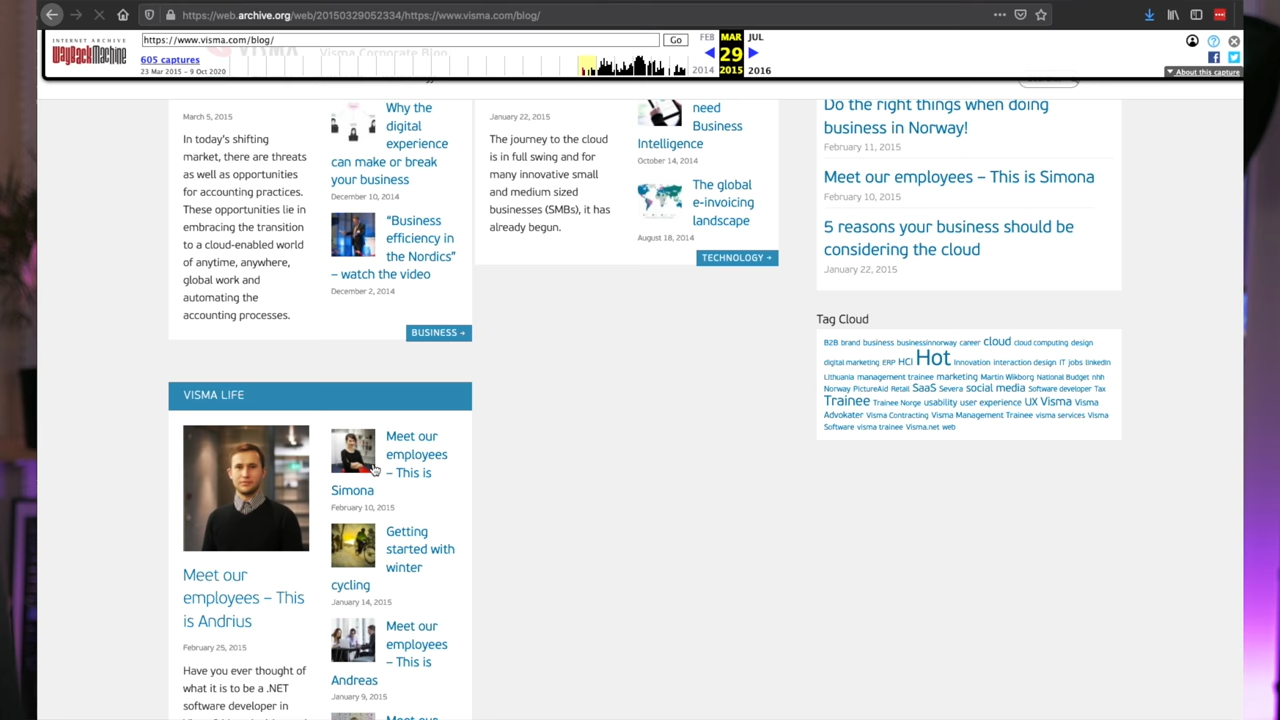 https://web.archive.org/web/20150329052334/https://www.visma.com/blog/
INTERNET ARCHIVE
WayBackMachine
https://www.visma.com/blog/
Go
605 captures
23 Mar 2015 – 9 Oct 2020
FEB
MAR
JUL
29
2014
2015
2016
About this capture
VISMA
Visma Corporate Blog
March 5, 2015
In today's shifting
market, there are threats
as well as opportunities
for accounting practices.
These opportunities lie in
embracing the transition
to a cloud-enabled world
of anytime, anywhere,
global work and
automating the
accounting processes.
Why the
digital
experience
can make or break
your business
December 10, 2014
“Business
efficiency in
the Nordics”
– watch the video
December 2, 2014
BUSINESS →
January 22, 2015
The journey to the cloud
is in full swing and for
many innovative small
and medium sized
businesses (SMBs), it has
already begun.
need
Business
Intelligence
October 14, 2014
The global
e-invoicing
landscape
August 18, 2014
TECHNOLOGY →
Do the right things when doing
business in Norway!
February 11, 2015
Meet our employees – This is Simona
February 10, 2015
5 reasons your business should be
considering the cloud
January 22, 2015
Tag Cloud
B2B brand business businessinnorway career cloud cloud computing design
digital marketing ERP HCI Hot Innovation interaction design IT jobs linkedin
Lithuania management trainee marketing Martin Wikborg National Budget nhh
Norway PictureAid Retail SaaS Severa social media Software developer Tax
Trainee Trainee Norge usability user experience UX Visma Visma
Advokater Visma Contracting Visma Management Trainee visma services Visma
Software visma trainee Visma.net web
VISMA LIFE
Meet our
employees – This
is Andrius
February 25, 2015
Have you ever thought of
what it is to be a .NET
software developer in
Meet our
employees
– This is
Simona
February 10, 2015
Getting
started with
winter
cycling
January 14, 2015
Meet our
employees
– This is
Andreas
January 9, 2015
Meet our